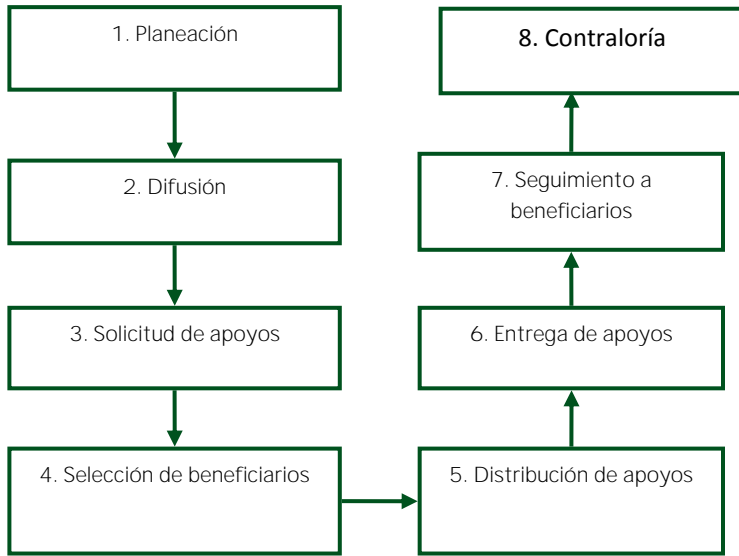 1. Planeación
2. Difusión
3. Solicitud de apoyos
4. Selección de beneficiarios
5. Distribución de apoyos
6. Entrega de apoyos
7. Seguimiento a
beneficiarios
8. Contraloría